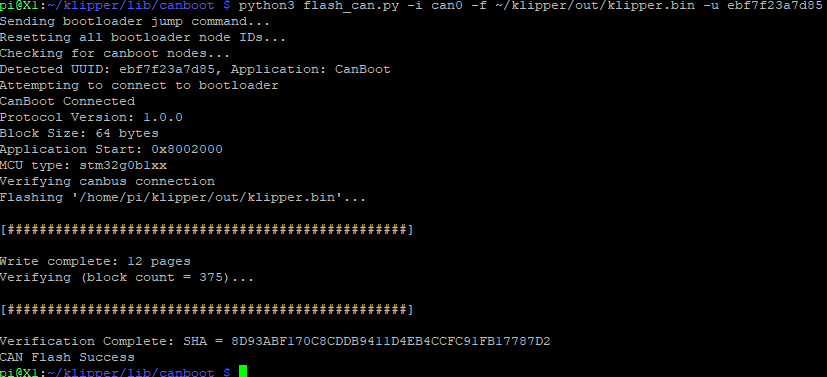 pi@X1:~/klipper/lib/canboot $ python3 flash_can.py -i can0 -f ~/klipper/out/klipper.bin -u ebf7f23a7d85
Sending bootloader jump command...
Resetting all bootloader node IDs...
Checking for canboot nodes...
Detected UUID: ebf7f23a7d85, Application: CanBoot
Attempting to connect to bootloader
CanBoot Connected
Protocol Version: 1.0.0
Block Size: 64 bytes
Application Start: 0x8002000
MCU type: stm32g0b1xx
Verifying canbus connection
Flashing '/home/pi/klipper/out/klipper.bin'...
[##################################################]
Write complete: 12 pages
Verifying (block count = 375)...
[##################################################]
Verification Complete: SHA = 8D93ABF170C8CDDB9411D4EB4CCFC91FB17787D2
CAN Flash Success
pi@X1:~/klipper/lib/canboot $